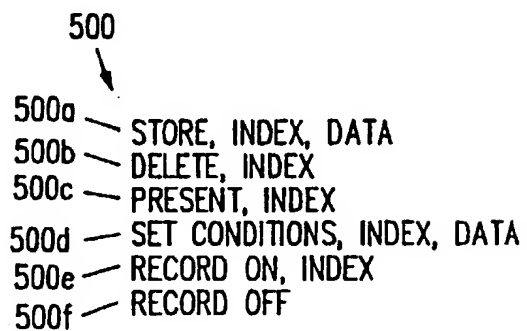 500
500a STORE, INDEX, DATA
500b DELETE, INDEX
500c PRESENT, INDEX
500d SET CONDITIONS, INDEX, DATA
500e RECORD ON, INDEX
500f RECORD OFF